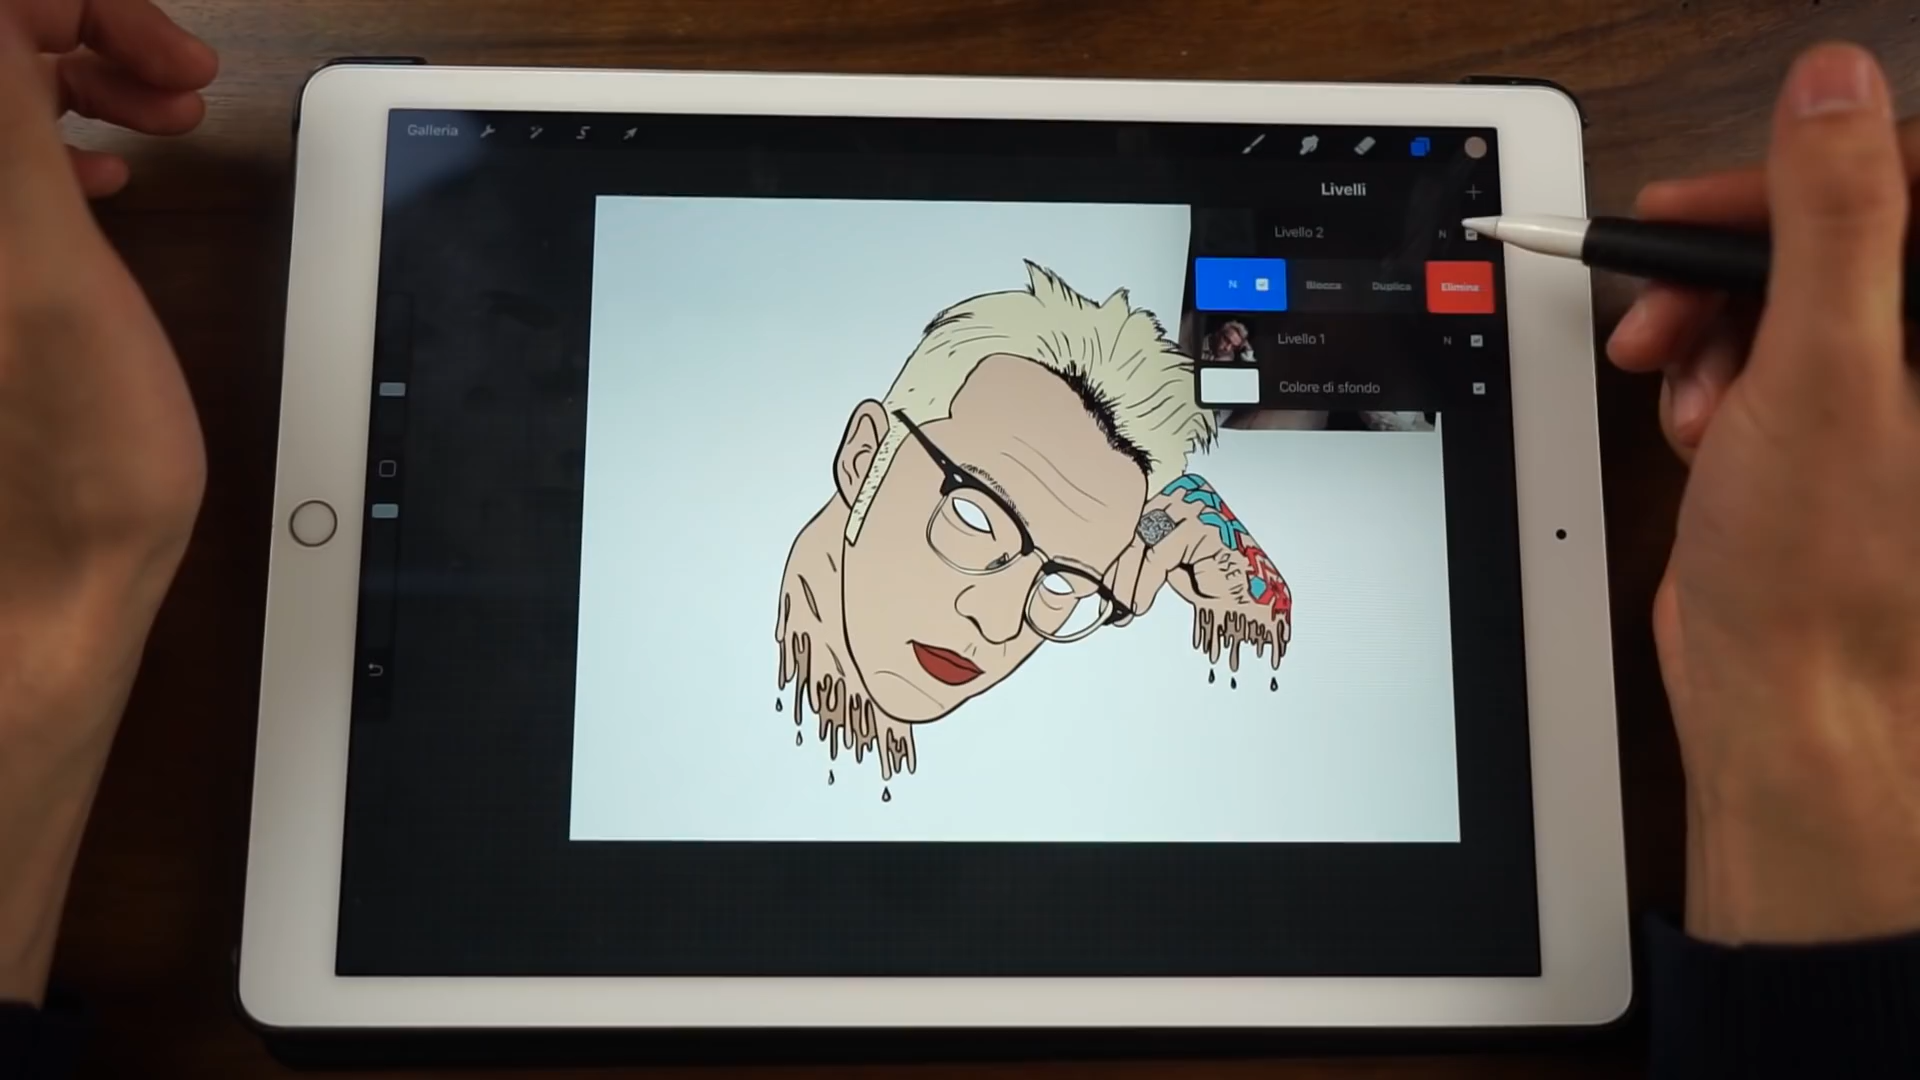 Galleria
Livelli
Livello 2 N
N Blocca Duplica Elimina
Livello 1 N
Colore di sfondo